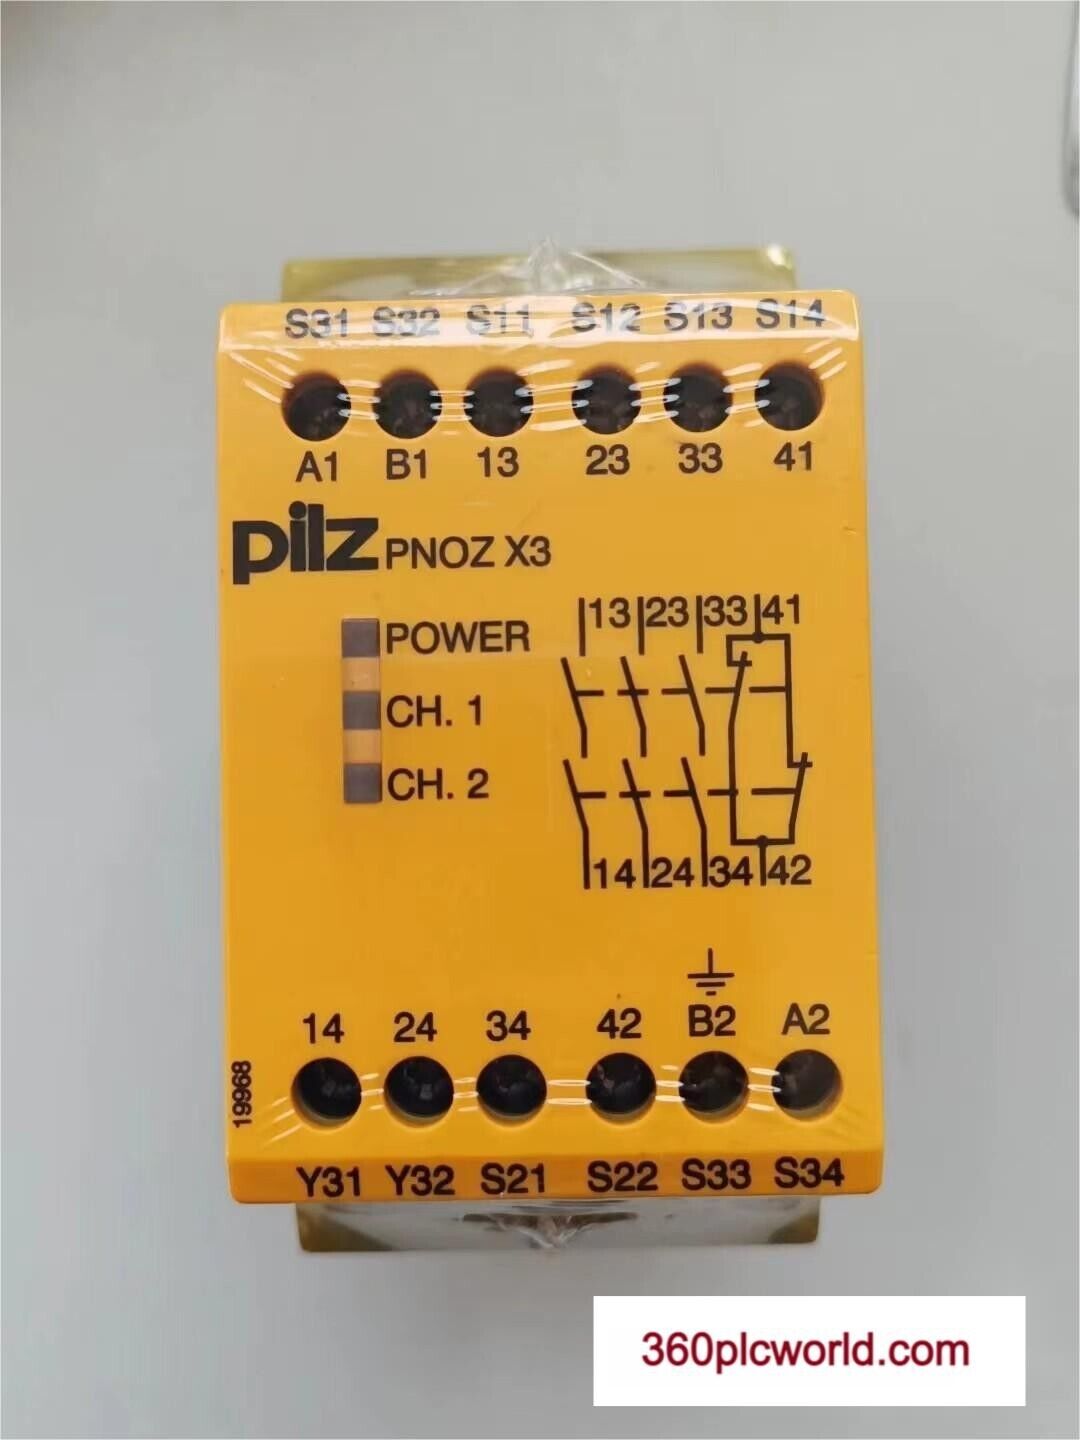 S31 S32 S11 S12 S13 S14
A1 B1 13 23 33 41
pilz PNOZ X3
13 23 33 41
POWER
CH. 1
CH. 2
14 24 34 42
14 24 34 42 B2 A2
19968
Y31 Y32 S21 S22 S33 S34
360plcworld.com